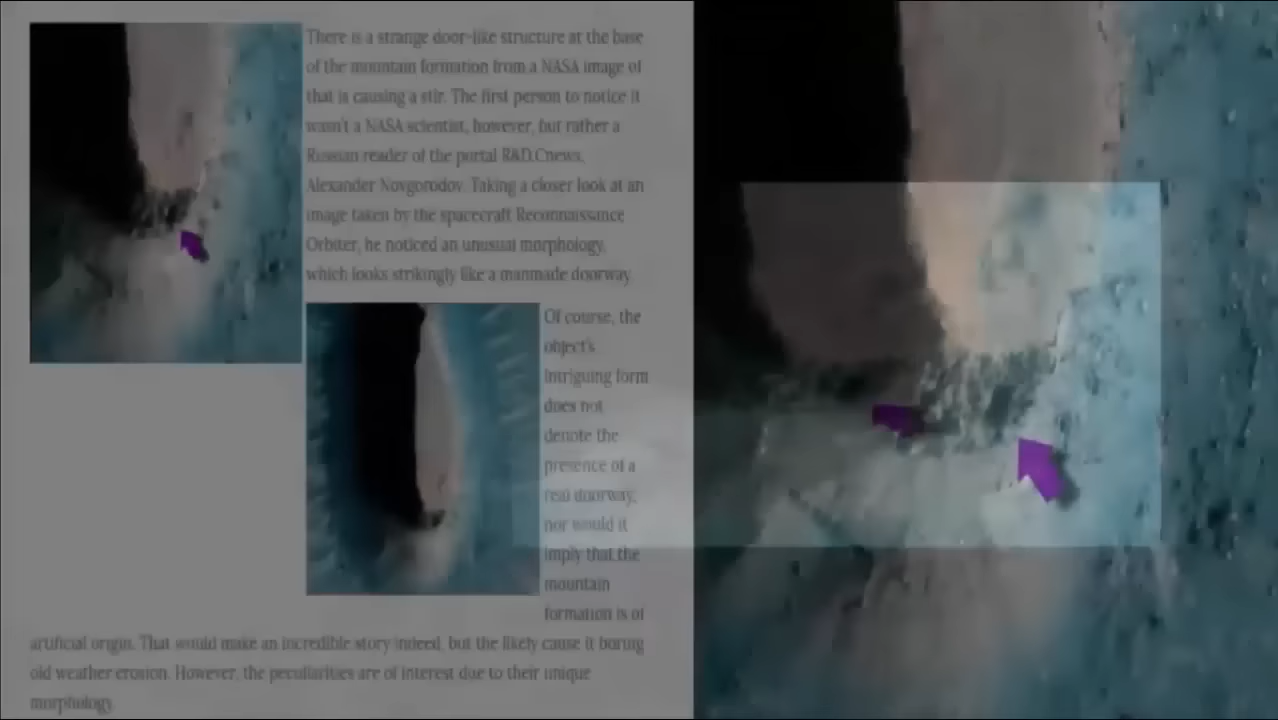 There is a strange door-like structure at the base
of the mountain formation from a NASA image of
that is causing a stir. The first person to notice it
wasn't a NASA scientist, however, but rather a
Russian reader of the portal R&D.Cnews,
Alexander Novgorodov. Taking a closer look at an
image taken by the spacecraft Reconnaissance
Orbiter, he noticed an unusual morphology,
which looks strikingly like a manmade doorway.
Of course, the
object's
intriguing form
does not
denote the
presence of a
real doorway,
nor would it
imply that the
mountain
formation is of
artificial origin. That would make an incredible story indeed, but the likely cause it boring
old weather erosion. However, the peculiarities are of interest due to their unique
morphology.